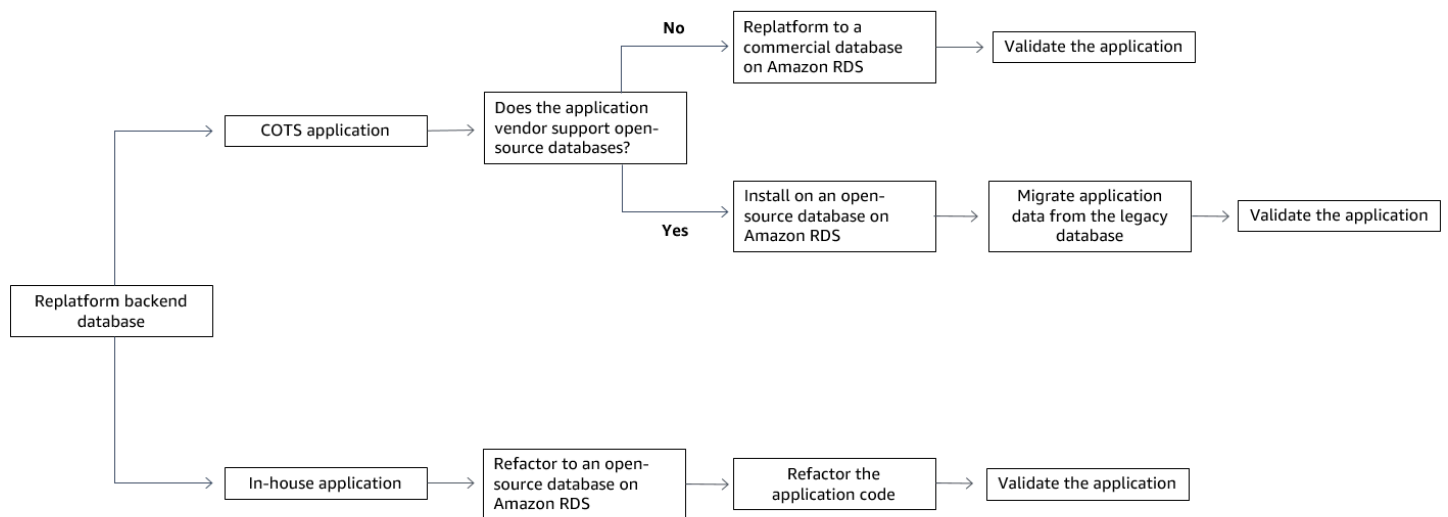 No
Replatform to a
commercial database
on Amazon RDS
Validate the application
COTS application
Does the application
vendor support open-
source databases?
Yes
Install on an open-
source database on
Amazon RDS
Migrate application
data from the legacy
database
Validate the application
Replatform backend
database
In-house application
Refactor to an open-
source database on
Amazon RDS
Refactor the
application code
Validate the application